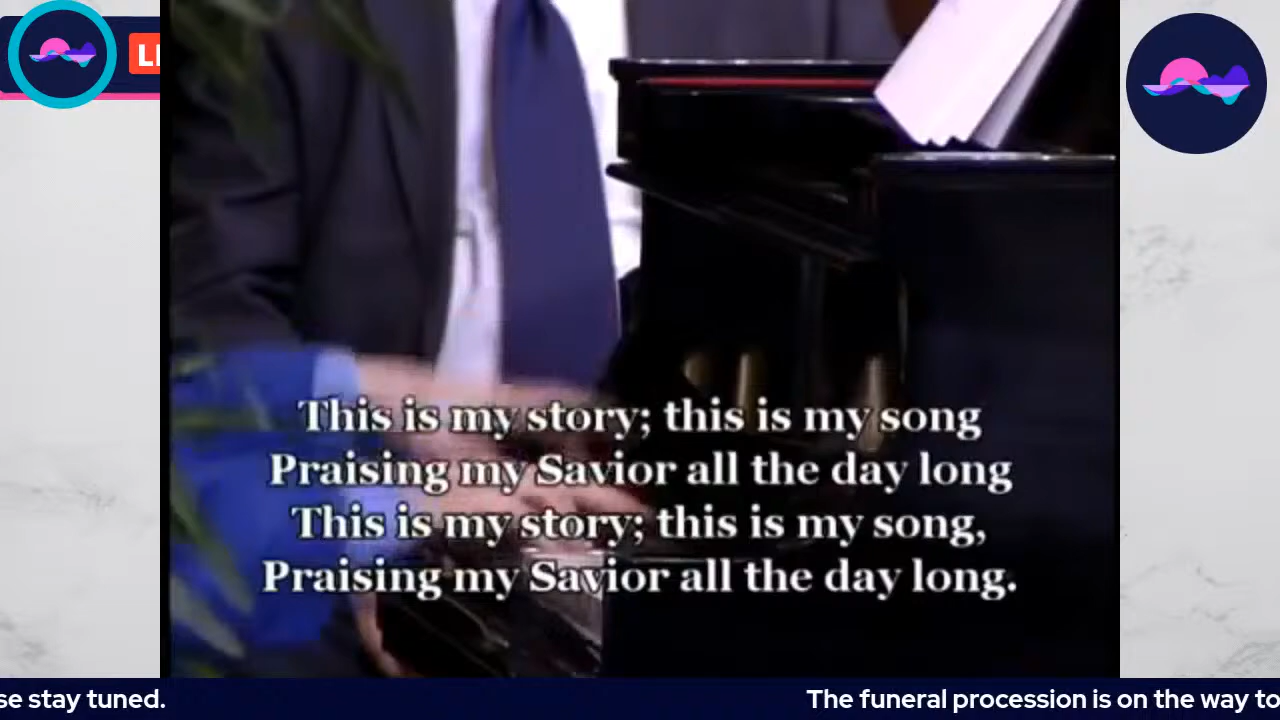 LI
This is my story; this is my song
Praising my Savior all the day long
This is my story; this is my song,
Praising my Savior all the day long.
se stay tuned.
The funeral procession is on the way to